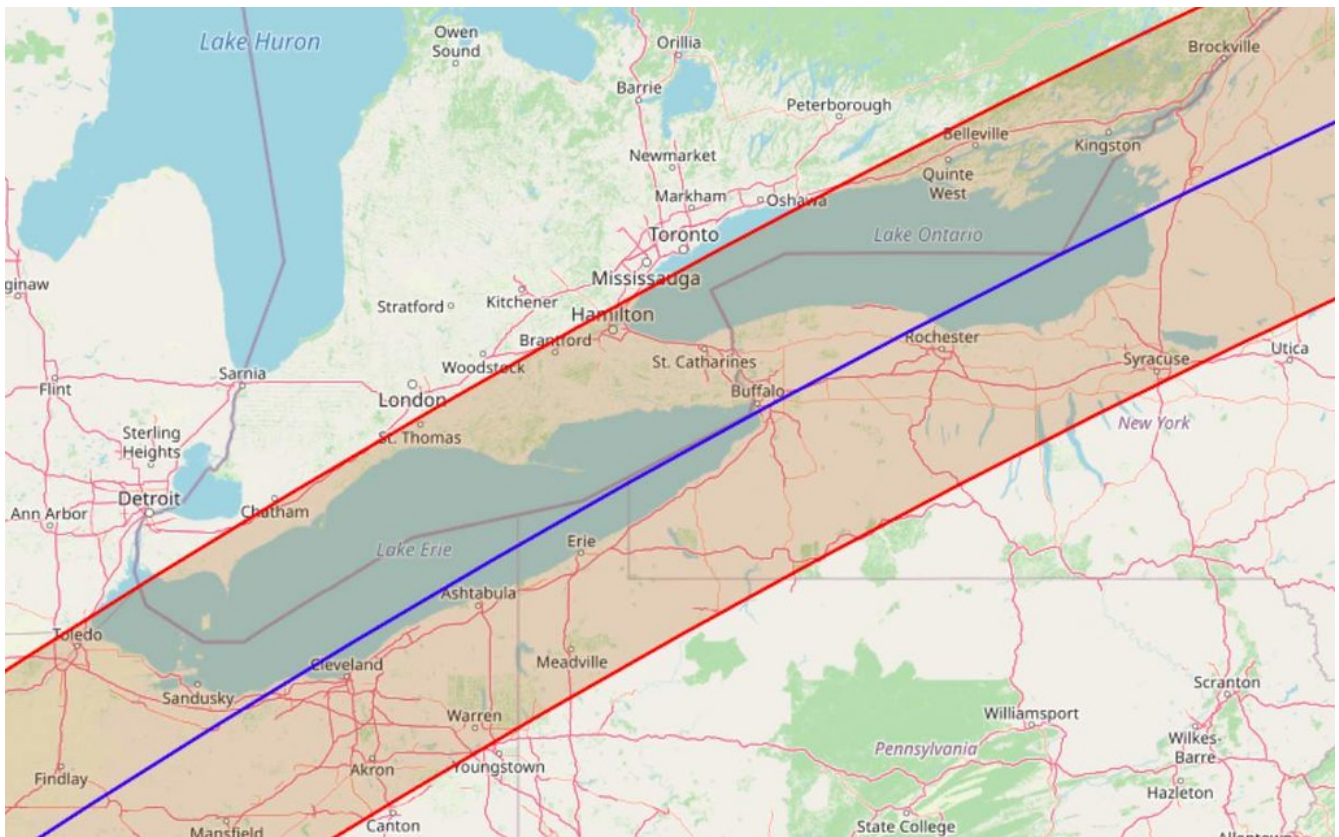 Lake Huron
Owen
Sound
Orillia
Barrie
Brockville
Peterborough
Belleville
Kingston
Newmarket
Quinte
West
Markham
Oshawa
Toronto
Lake Ontario
Mississauga
ginaw
Kitchener
Stratford
Hamilton
Brantford
Rochester
St. Catharines
Woodstock
Syracuse
Utica
Sarnia
Flint
London
Buffalo
New York
St. Thomas
Sterling
Heights
Detroit
Chatham
Ann Arbor
Lake Erie
Erie
Ashtabula
Toledo
Cleveland
Meadville
Sandusky
Scranton
Warren
Williamsport
Wilkes-
Barre
Pennsylvania
Youngstown
Akron
Findlay
Hazleton
Canton
State College
Mansfield
Allentown